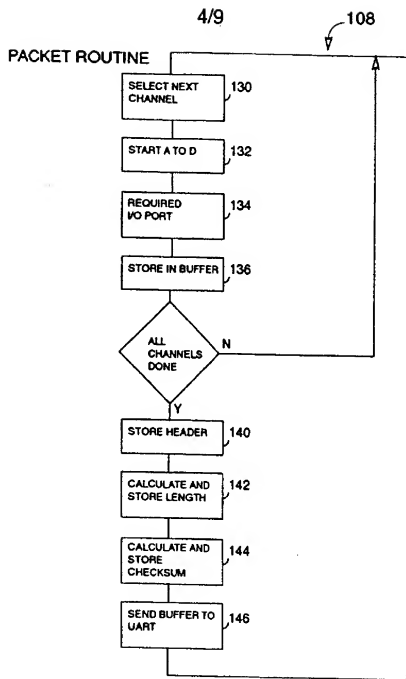 4/9
108
PACKET ROUTINE
SELECT NEXT
CHANNEL
130
START A TO D
132
REQUIRED
I/O PORT
134
STORE IN BUFFER
136
ALL
CHANNELS
DONE
N
Y
STORE HEADER
140
CALCULATE AND
STORE LENGTH
142
CALCULATE AND
STORE
CHECKSUM
144
SEND BUFFER TO
UART
146